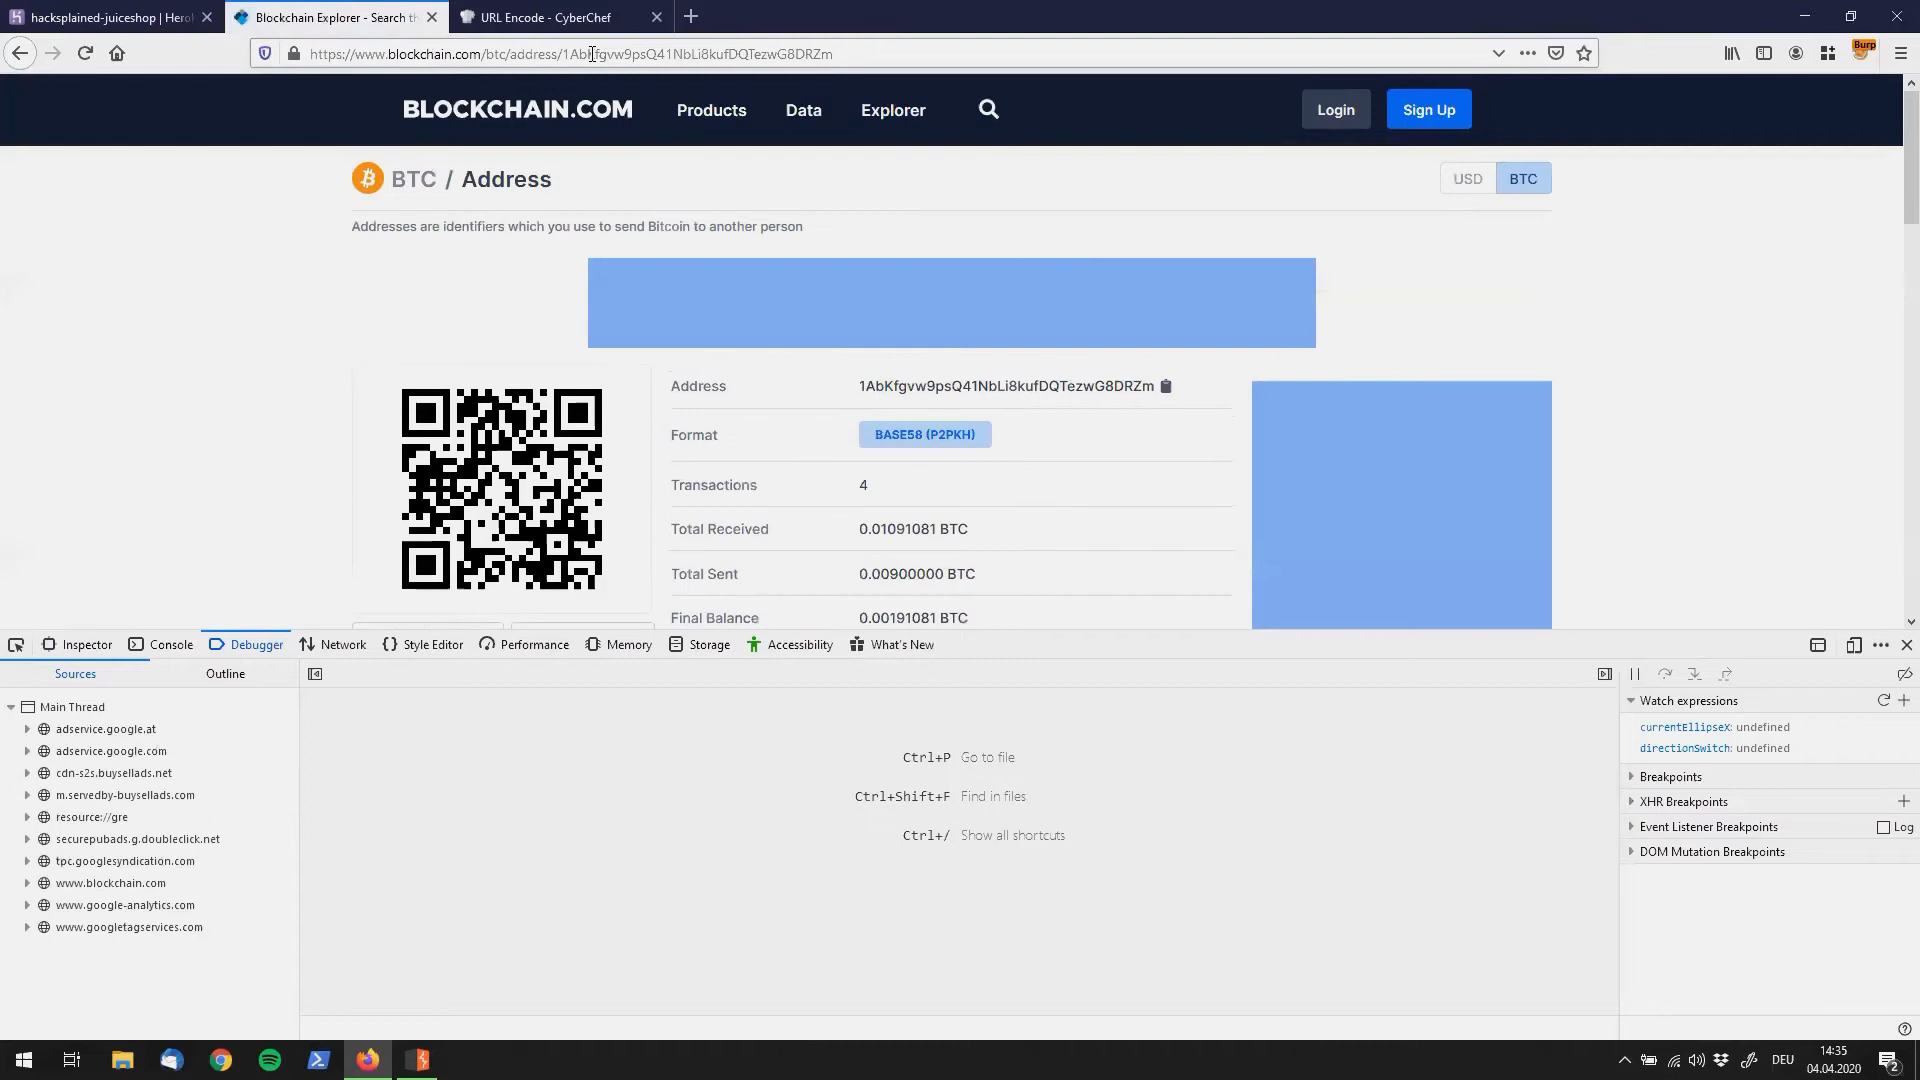 hacksplained-juiceshop | Herol
Blockchain Explorer - Search th
URL Encode - CyberChef
https://www.blockchain.com/btc/address/1AbKfgvw9psQ41NbLi8kufDQTezwG8DRZm
Burp
BLOCKCHAIN.COM
Products
Data
Explorer
Login
Sign Up
BTC / Address
USD
BTC
Addresses are identifiers which you use to send Bitcoin to another person
Address
1AbKfgvw9psQ41NbLi8kufDQTezwG8DRZm
Format
BASE58 (P2PKH)
Transactions
4
Total Received
0.01091081 BTC
Total Sent
0.00900000 BTC
Final Balance
0.00191081 BTC
Inspector
Console
Debugger
Network
Style Editor
Performance
Memory
Storage
Accessibility
What's New
Sources
Outline
Main Thread
adservice.google.at
adservice.google.com
cdn-s2s.buysellads.net
m.servedby-buysellads.com
resource://gre
securepubads.g.doubleclick.net
tpc.googlesyndication.com
www.blockchain.com
www.google-analytics.com
www.googletagservices.com
Ctrl+P Go to file
Ctrl+Shift+F Find in files
Ctrl+/ Show all shortcuts
Watch expressions
currentEllipseX: undefined
directionSwitch: undefined
Breakpoints
XHR Breakpoints
Event Listener Breakpoints
Log
DOM Mutation Breakpoints
DEU
14:35
04.04.2020
2